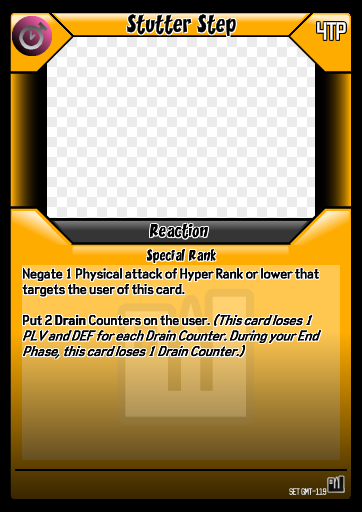 Stutter Step
4TP
Reaction
Special Rank
Negate 1 Physical attack of Hyper Rank or lower that
targets the user of this card.
Put 2 Drain Counters on the user. (This card loses 1
PLV and DEF for each Drain Counter. During your End
Phase, this card loses 1 Drain Counter.)
SET GMT-119